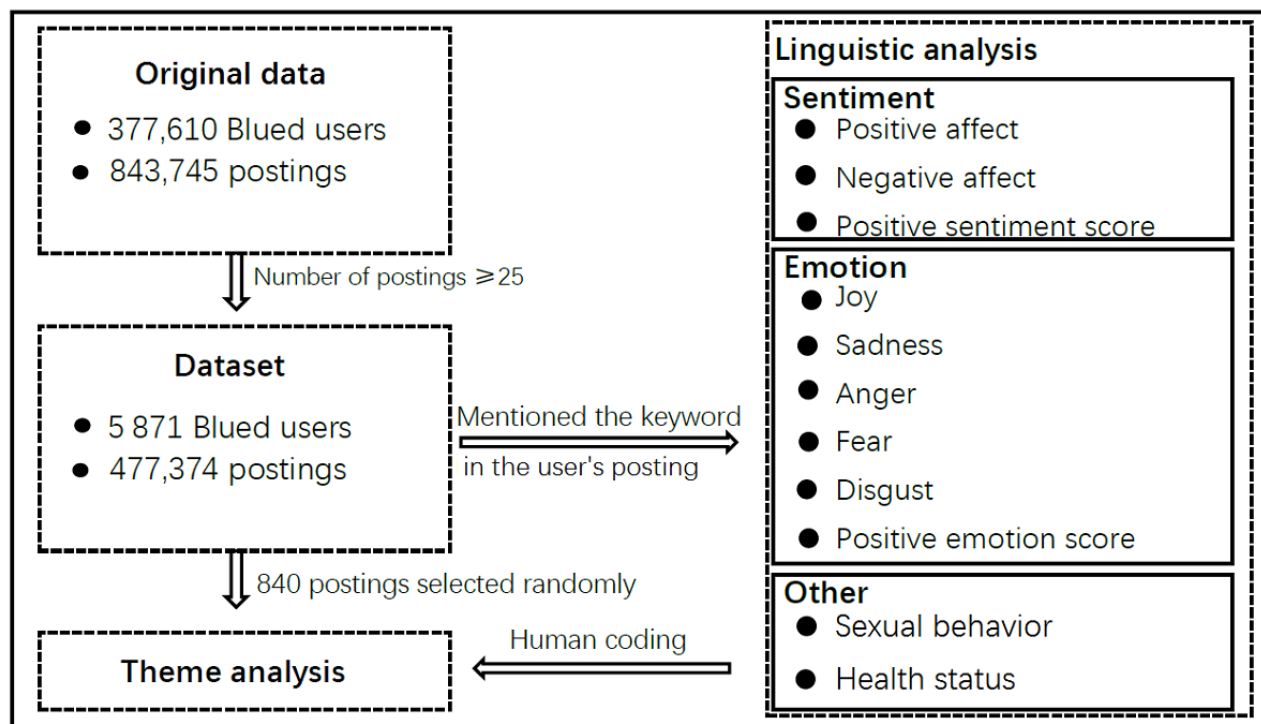 Original data
● 377,610 Blued users
● 843,745 postings
Number of postings ≥25
Dataset
● 5 871 Blued users
● 477,374 postings
Mentioned the keyword
in the user's posting
840 postings selected randomly
Theme analysis
Human coding
Linguistic analysis
Sentiment
● Positive affect
● Negative affect
● Positive sentiment score
Emotion
● Joy
● Sadness
● Anger
● Fear
● Disgust
● Positive emotion score
Other
● Sexual behavior
● Health status